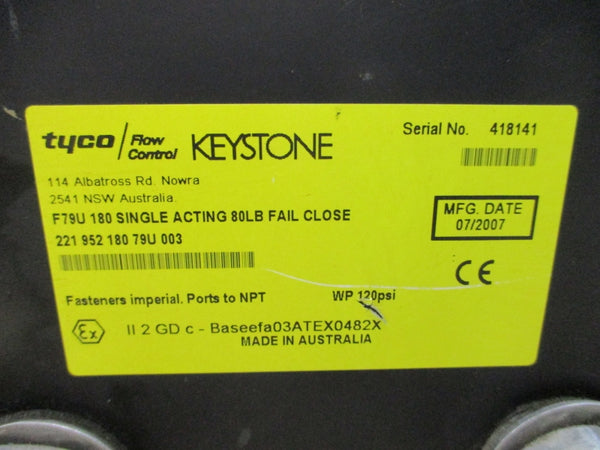 tyco / Flow Control KEYSTONE
Serial No. 418141
114 Albatross Rd. Nowra
2541 NSW Australia.
F79U 180 SINGLE ACTING 80LB FAIL CLOSE
221 952 180 79U 003
MFG. DATE
07/2007
CE
Fasteners imperial. Ports to NPT WP 120psi
Ex II 2 GD c - Baseefa03ATEX0482X
MADE IN AUSTRALIA